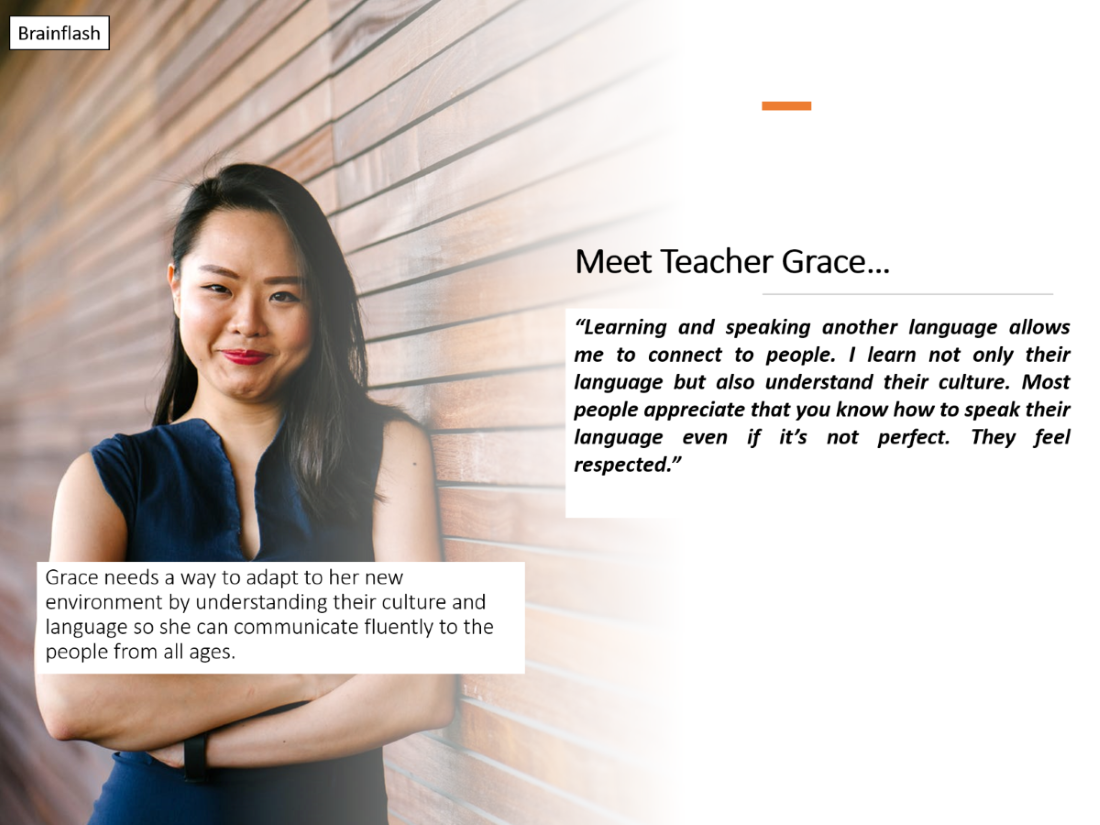 Brainflash
Meet Teacher Grace...
“Learning and speaking another language allows
me to connect to people. I learn not only their
language but also understand their culture. Most
people appreciate that you know how to speak their
language even if it’s not perfect. They feel
respected.”
Grace needs a way to adapt to her new
environment by understanding their culture and
language so she can communicate fluently to the
people from all ages.